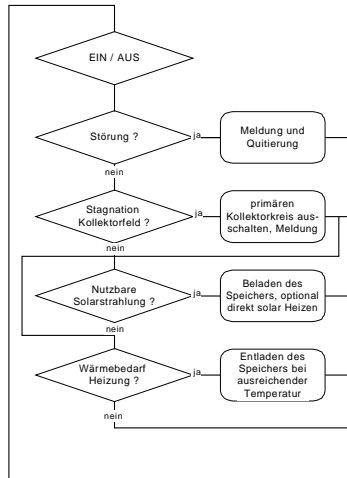 EIN / AUS
Störung ?
ja
Meldung und
Quitierung
nein
Stagnation
Kollektorfeld ?
ja
primären
Kollektorkreis aus-
schalten, Meldung
nein
Nutzbare
Solarstrahlung ?
ja
Beladen des
Speichers, optional
direkt solar Heizen
nein
Wärmebedarf
Heizung ?
ja
Entladen des
Speichers bei
ausreichender
Temperatur
nein